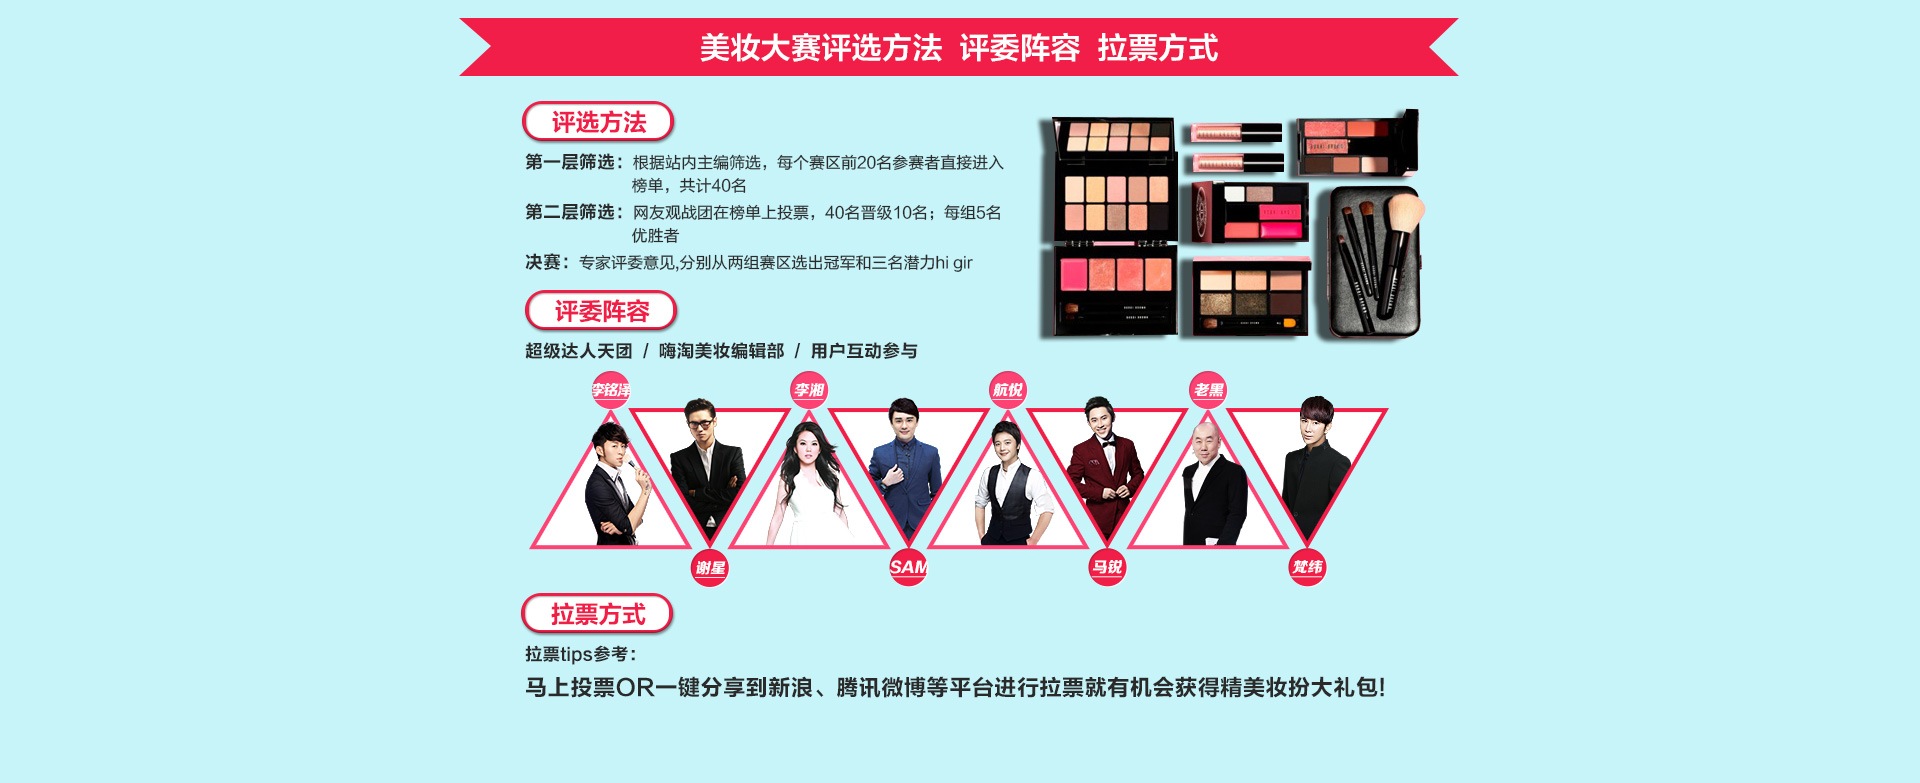 美妆大赛评选方法 评委阵容 拉票方式
评选方法
第一层筛选：根据站内主编筛选，每个赛区前20名参赛者直接进入
榜单，共计40名
第二层筛选：网友观战团在榜单上投票，40名晋级10名；每组5名
优胜者
决赛：专家评委意见,分别从两组赛区选出冠军和三名潜力hi gir
评委阵容
超级达人天团 / 嗨淘美妆编辑部 / 用户互动参与
李铭泽
李湘
航悦
老黑
谢星
SAM
马锐
梵纬
拉票方式
拉票tips参考：
马上投票OR一键分享到新浪、腾讯微博等平台进行拉票就有机会获得精美妆扮大礼包!